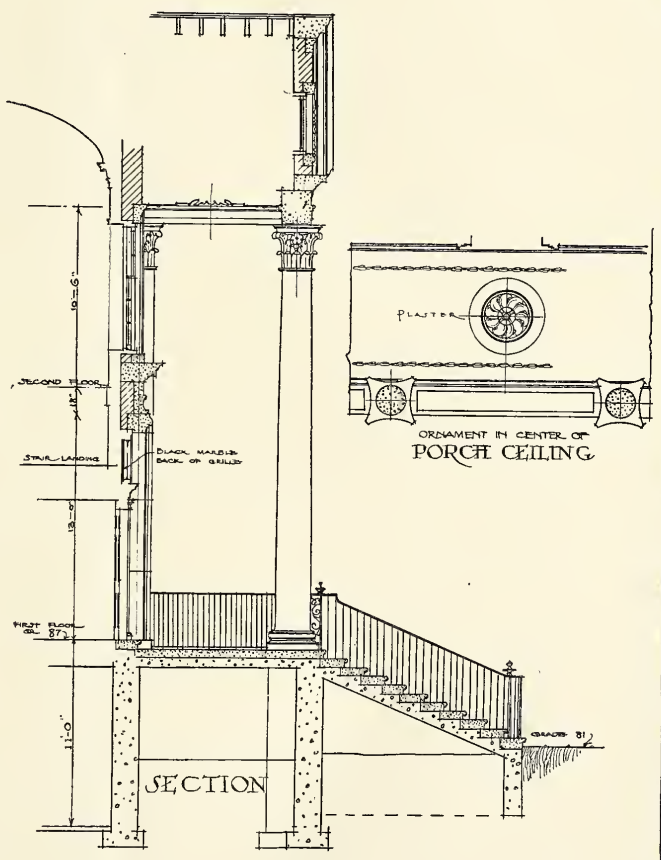 10'-6"
PLASTER
SECOND FLOOR
18"
ORNAMENT IN CENTER OF
PORCH CEILING
STAIR LANDING
BLACK MARBLE
BACK OF GRILLE
13-0"
FIRST FLOOR
GR 87
11'-0"
GRADE 81
SECTION